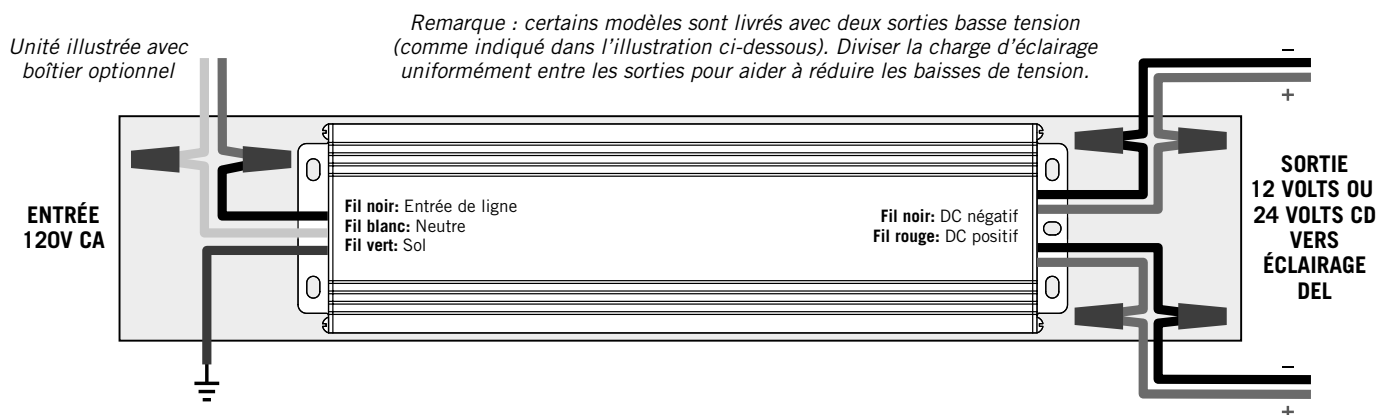 Remarque : certains modèles sont livrés avec deux sorties basse tension
(comme indiqué dans l'illustration ci-dessous). Diviser la charge d'éclairage
uniformément entre les sorties pour aider à réduire les baisses de tension.
Unité illustrée avec
boîtier optionnel
–
+
ENTRÉE
120V CA
Fil noir: Entrée de ligne
Fil blanc: Neutre
Fil vert: Sol
Fil noir: DC négatif
Fil rouge: DC positif
SORTIE
12 VOLTS OU
24 VOLTS CD
VERS
ÉCLAIRAGE
DEL
–
+